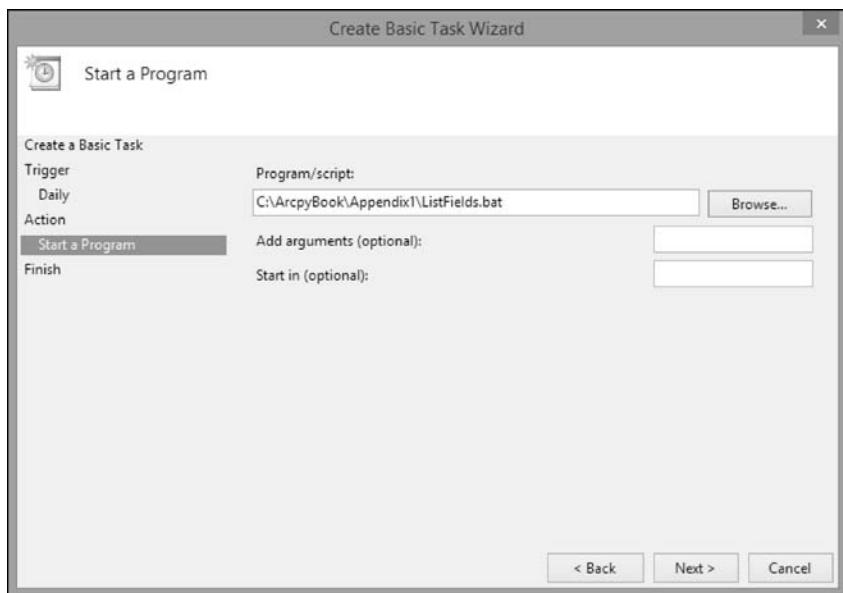 Create Basic Task Wizard
Start a Program
Create a Basic Task
Trigger
Daily
Action
Start a Program
Finish
Program/script:
C:\ArcpyBook\Appendix1\ListFields.bat
Browse...
Add arguments (optional):
Start in (optional):
< Back
Next >
Cancel